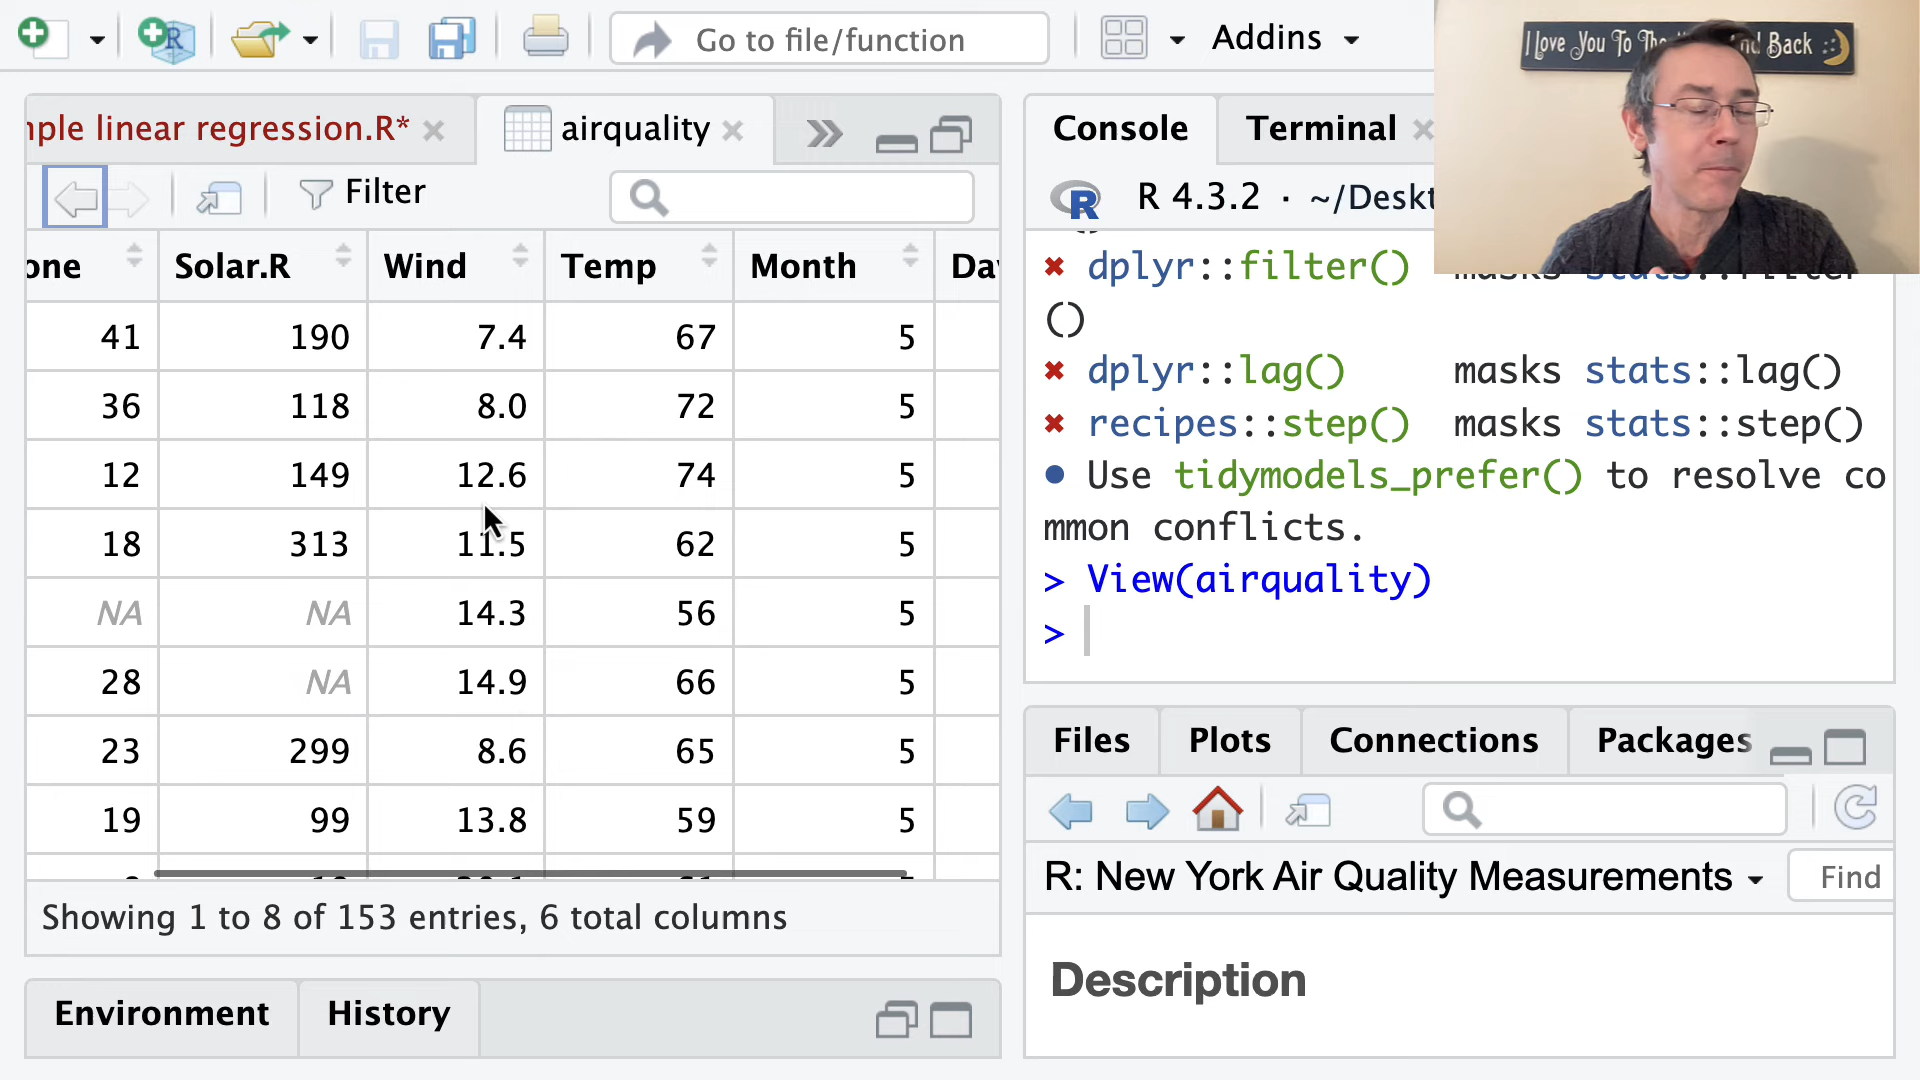 Go to file/function
Addins
I Love You To The
nd Back
mple linear regression.R*
airquality
Filter
one Solar.R Wind Temp Month Da
41 190 7.4 67 5
36 118 8.0 72 5
12 149 12.6 74 5
18 313 11.5 62 5
NA NA 14.3 56 5
28 NA 14.9 66 5
23 299 8.6 65 5
19 99 13.8 59 5
Showing 1 to 8 of 153 entries, 6 total columns
Environment
History
Console
Terminal
R 4.3.2 · ~/Deskt
✖ dplyr::filter() masks stats::filter
()
✖ dplyr::lag() masks stats::lag()
✖ recipes::step() masks stats::step()
• Use tidymodels_prefer() to resolve co
mmon conflicts.
> View(airquality)
>
Files
Plots
Connections
Packages
R: New York Air Quality Measurements
Find
Description